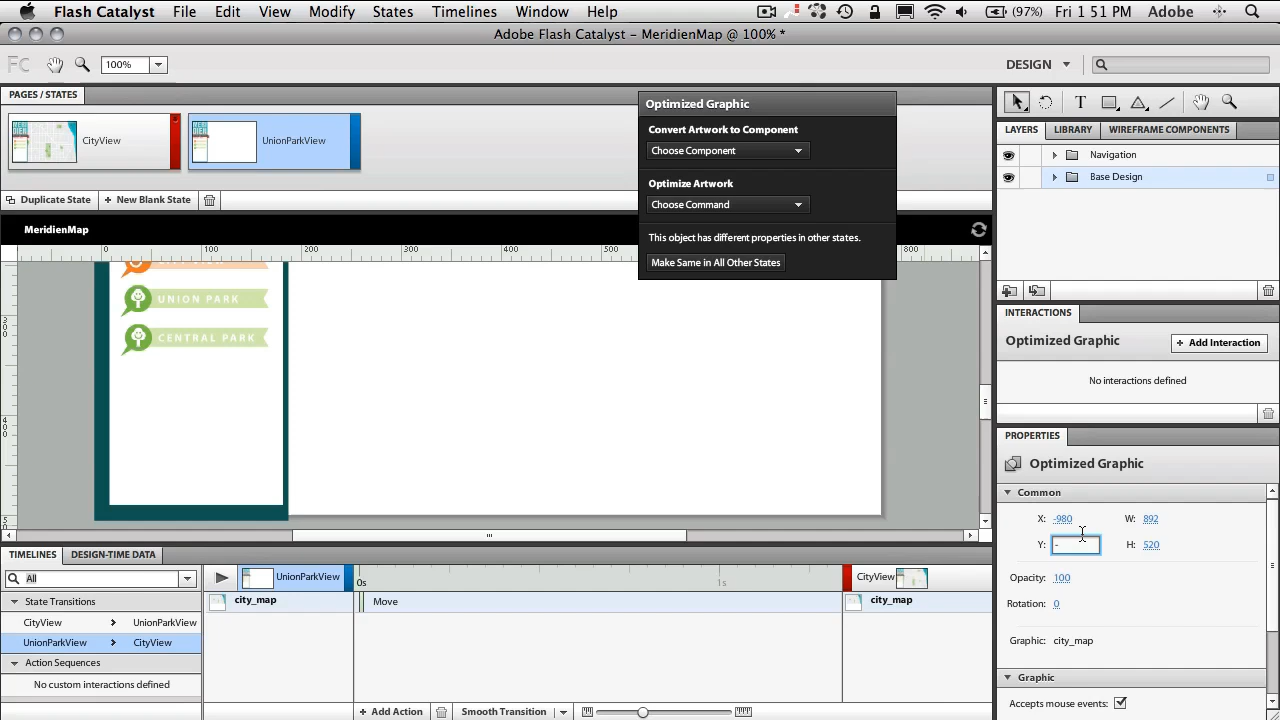 Flash Catalyst File Edit View Modify States Timelines Window Help (97%) Fri 1 51 PM Adobe
Adobe Flash Catalyst – MeridienMap @ 100% *
FC 100% DESIGN
PAGES / STATES
CityView
UnionParkView
Duplicate State + New Blank State
MeridienMap
0 100 200 300 400 500 800
UNION PARK
CENTRAL PARK
Optimized Graphic
Convert Artwork to Component
Choose Component
Optimize Artwork
Choose Command
This object has different properties in other states.
Make Same in All Other States
LAYERS LIBRARY WIREFRAME COMPONENTS
Navigation
Base Design
INTERACTIONS
Optimized Graphic + Add Interaction
No interactions defined
PROPERTIES
Optimized Graphic
Common
X: -980 W: 892
Y: - H: 520
Opacity: 100
Rotation: 0
Graphic: city_map
Graphic
Accepts mouse events:
TIMELINES DESIGN-TIME DATA
All
State Transitions
CityView UnionParkView
UnionParkView CityView
Action Sequences
No custom interactions defined
UnionParkView 0s 1s CityView
city_map Move city_map
+ Add Action Smooth Transition